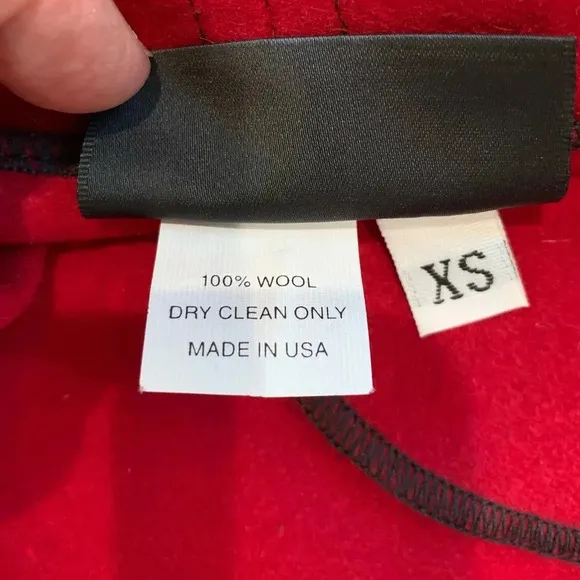 100% WOOL
DRY CLEAN ONLY
MADE IN USA
XS